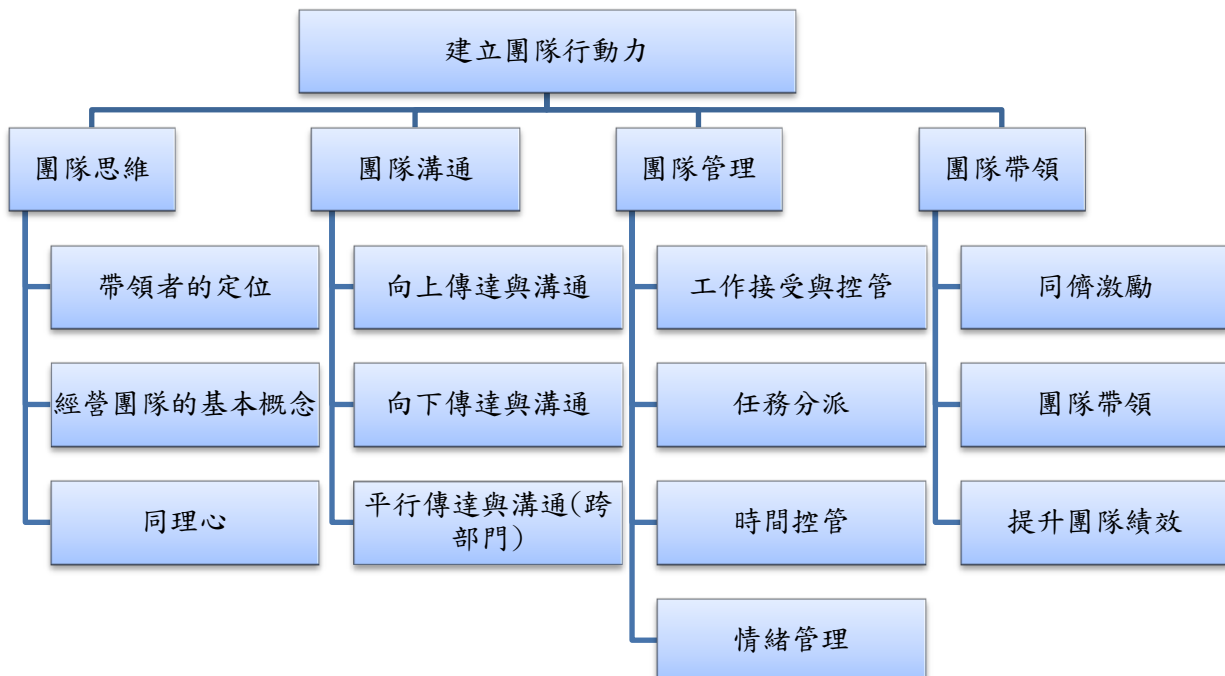 建立團隊行動力
團隊思維
帶領者的定位
經營團隊的基本概念
同理心
團隊溝通
向上傳達與溝通
向下傳達與溝通
平行傳達與溝通(跨
部門)
團隊管理
工作接受與控管
任務分派
時間控管
情緒管理
團隊帶領
同儕激勵
團隊帶領
提升團隊績效